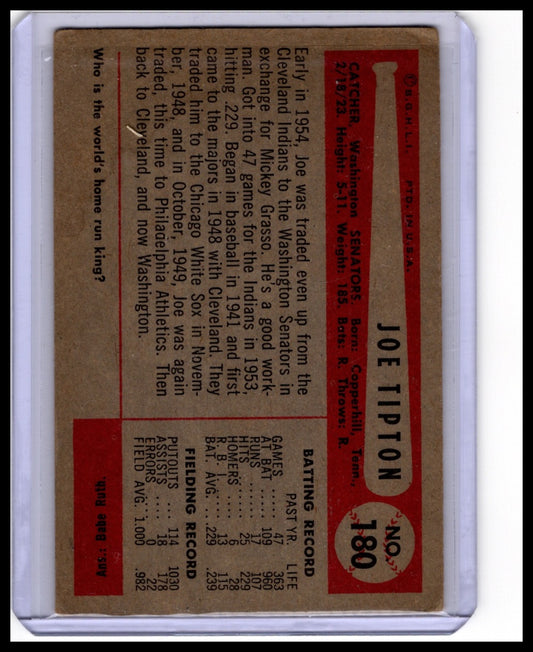 © B.G.H.L.I. PTD. IN U.S.A.
JOE TIPTON
NO.
180
CATCHER, Washington SENATORS. Born: Copperhill, Tenn.,
2/18/23. Height: 5-11. Weight: 185. Bats: R. Throws: R.
Early in 1954, Joe was traded even up from the
Cleveland Indians to the Washington Senators in
exchange for Mickey Grasso. He's a good work-
man. Got into 47 games for the Indians in 1953,
hitting .229. Began in baseball in 1941 and first
came to the majors in 1948 with Cleveland. They
traded him to the Chicago White Sox in Novem-
ber, 1948, and in October, 1949, Joe was again
traded, this time to Philadelphia Athletics. Then
back to Cleveland, and now Washington.
BATTING RECORD
PAST YR. LIFE
GAMES ...... 47 363
AT BAT ..... 109 960
RUNS ....... 17 107
HITS ....... 25 229
HOMERS .... 6 28
R. B. I. ..... 13 115
BAT. AVG. .. .229 .239
FIELDING RECORD
PUTOUTS ... 114 1030
ASSISTS .... 18 178
ERRORS .... 0 22
FIELD AVG. 1.000 .982
Who is the world's home run king?
Ans: Babe Ruth